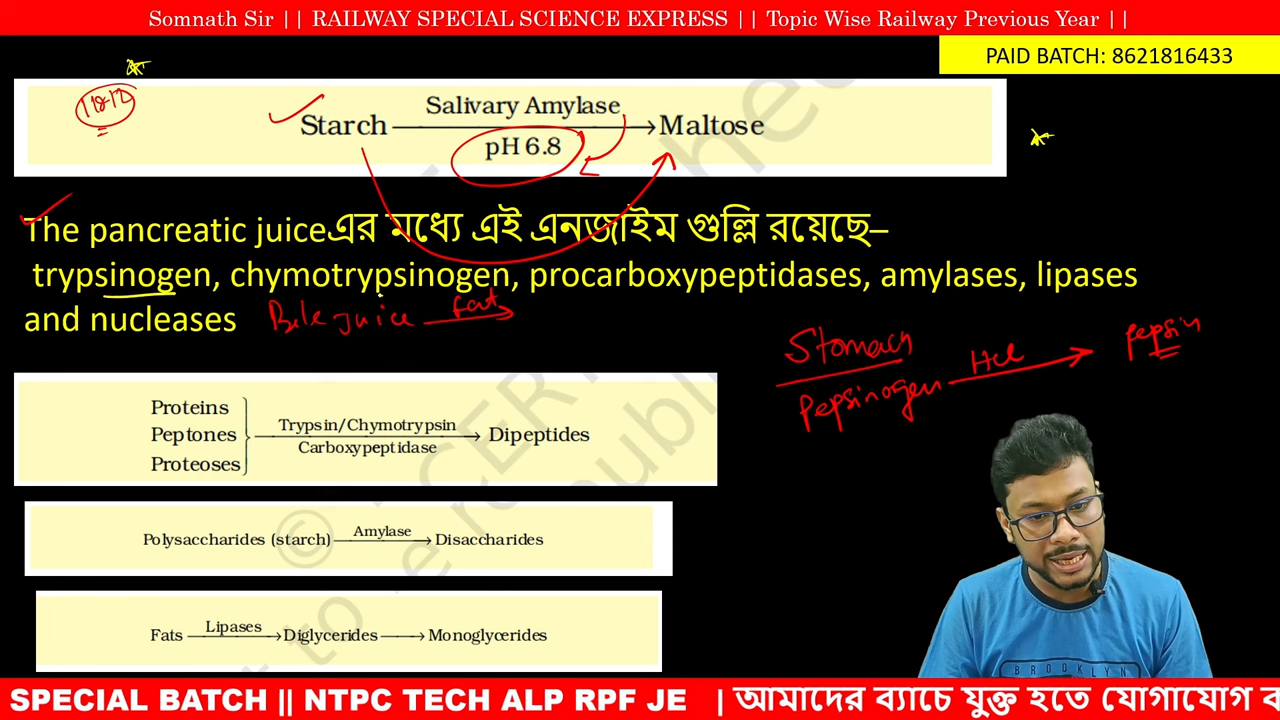 Somnath Sir || RAILWAY SPECIAL SCIENCE EXPRESS || Topic Wise Railway Previous Year ||
PAID BATCH: 8621816433
Starch Salivary Amylase Maltose
pH 6.8
The pancreatic juiceএর মধ্যে এই এনজাইম গুল্লি রয়েছে–
trypsinogen, chymotrypsinogen, procarboxypeptidases, amylases, lipases
and nucleases
Bile juice fat
Stomach
Pepsinogen HCl pepsin
Proteins
Peptones
Proteoses
Trypsin/Chymotrypsin
Carboxypeptidase
Dipeptides
Polysaccharides (starch) Amylase Disaccharides
Fats Lipases Diglycerides Monoglycerides
BROOKLYN
SPECIAL BATCH || NTPC TECH ALP RPF JE | আমাদের ব্যাচে যুক্ত হতে যোগাযোগ ক